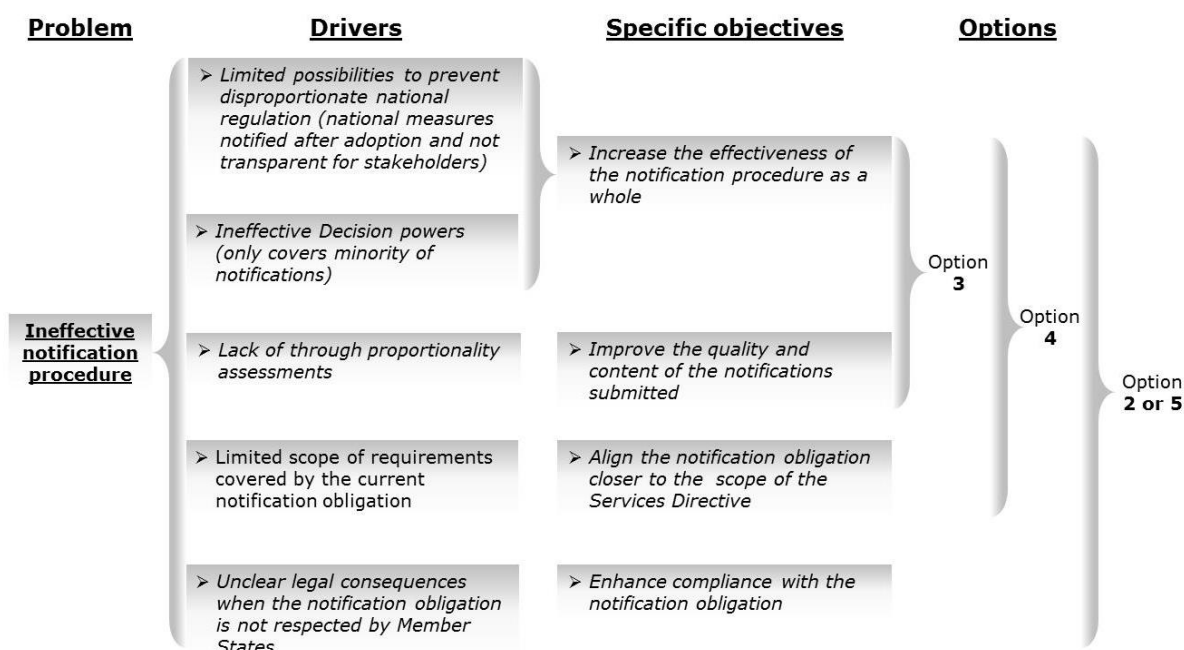 Problem
Drivers
Specific objectives
Options
Ineffective
notification
procedure
➢ Limited possibilities to prevent
disproportionate national
regulation (national measures
notified after adoption and not
transparent for stakeholders)
➢ Ineffective Decision powers
(only covers minority of
notifications)
➢ Lack of through proportionality
assessments
➢ Limited scope of requirements
covered by the current
notification obligation
➢ Unclear legal consequences
when the notification obligation
is not respected by Member
States
➢ Increase the effectiveness of
the notification procedure as a
whole
➢ Improve the quality and
content of the notifications
submitted
➢ Align the notification obligation
closer to the scope of the
Services Directive
➢ Enhance compliance with the
notification obligation
Option
3
Option
4
Option
2 or 5